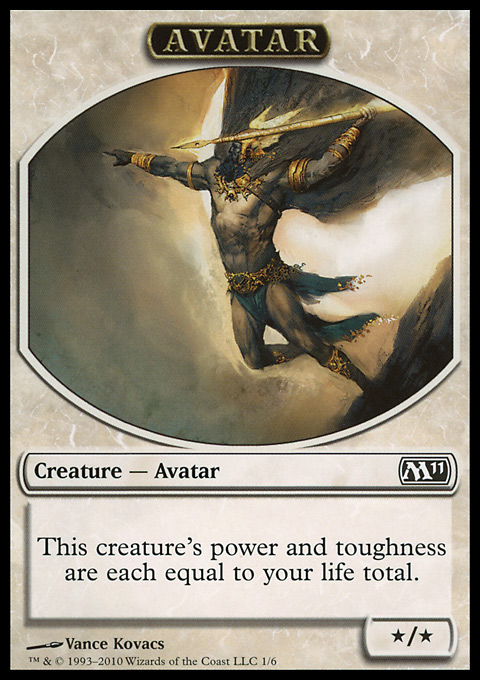 AVATAR
Creature — Avatar
M11
This creature's power and toughness
are each equal to your life total.
★/★
Vance Kovacs
™ & © 1993–2010 Wizards of the Coast LLC 1/6